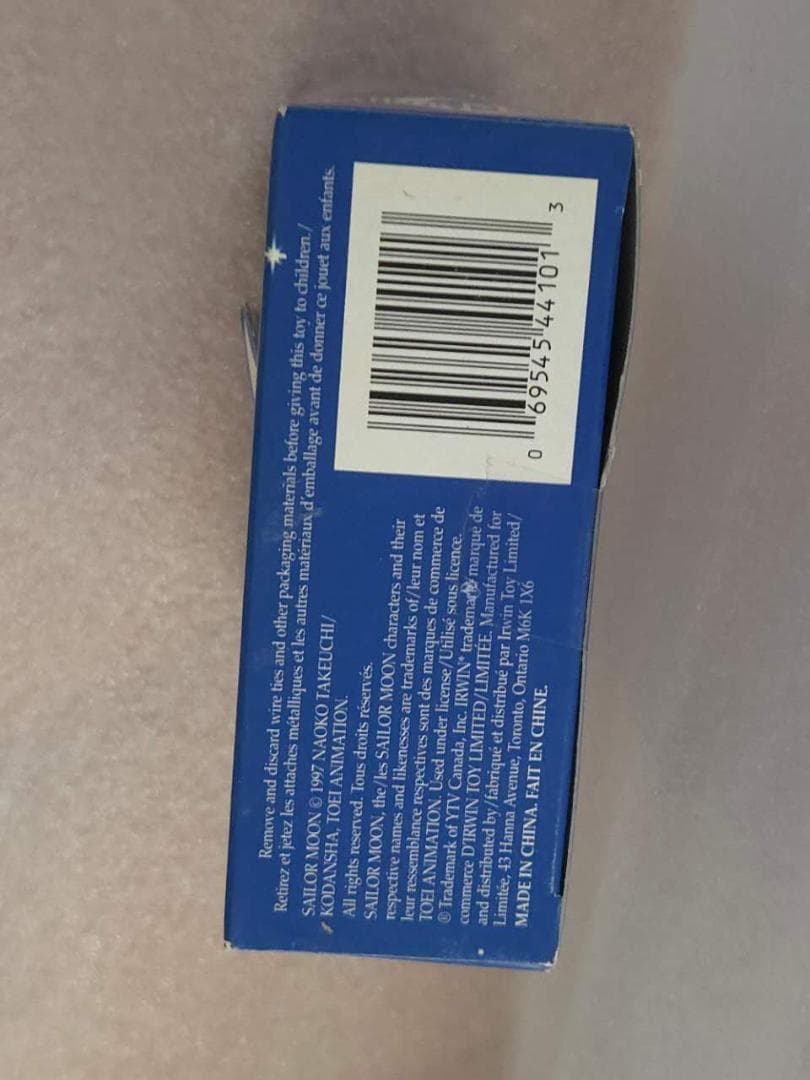 Remove and discard wire ties and other packaging materials before giving this toy to children./
Retirez et jetez les attaches métalliques et les autres matériaux d'emballage avant de donner ce jouet aux enfants.
SAILOR MOON © 1997 NAOKO TAKEUCHI/
KODANSHA, TOEI ANIMATION.
All rights reserved. Tous droits réservés.
SAILOR MOON, the/les SAILOR MOON characters and their
respective names and likenesses are trademarks of/leur nom et
leur ressemblance respectives sont des marques de commerce de
TOEI ANIMATION. Used under license/Utilisé sous licence.
® Trademark of YTV Canada, Inc. IRWIN* trademark/marque de
commerce D'IRWIN TOY LIMITED/LIMITÉE. Manufactured for
and distributed by/fabriqué et distribué par Irwin Toy Limited/
Limitée, 43 Hanna Avenue, Toronto, Ontario M6K 1X6
MADE IN CHINA. FAIT EN CHINE.
0 69545 44101 3